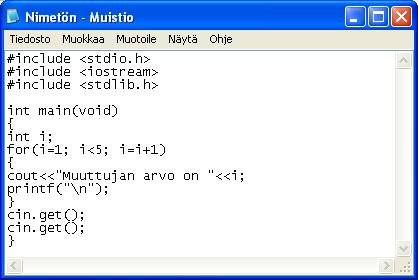 Nimetön - Muistio
Tiedosto Muokkaa Muotoile Näytä Ohje
#include <stdio.h>
#include <iostream>
#include <stdlib.h>
int main(void)
{
int i;
for(i=1; i<5; i=i+1)
{
cout<<"Muuttujan arvo on "<<i;
printf("\n");
}
cin.get();
cin.get();
}